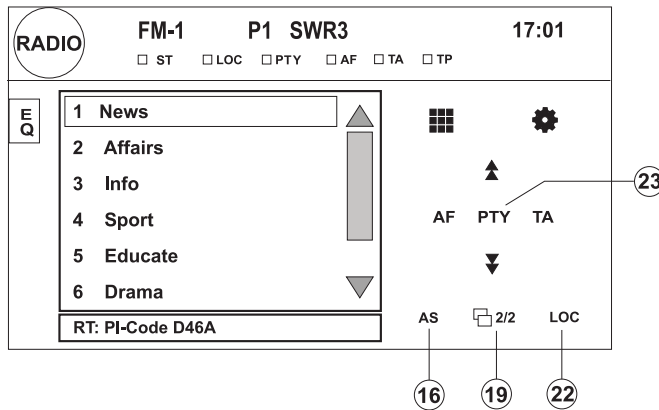 RADIO FM-1 P1 SWR3 17:01
ST LOC PTY AF TA TP
EQ
1 News
2 Affairs
3 Info
4 Sport
5 Educate
6 Drama
RT: PI-Code D46A
23
AF PTY TA
AS 2/2 LOC
16 19 22